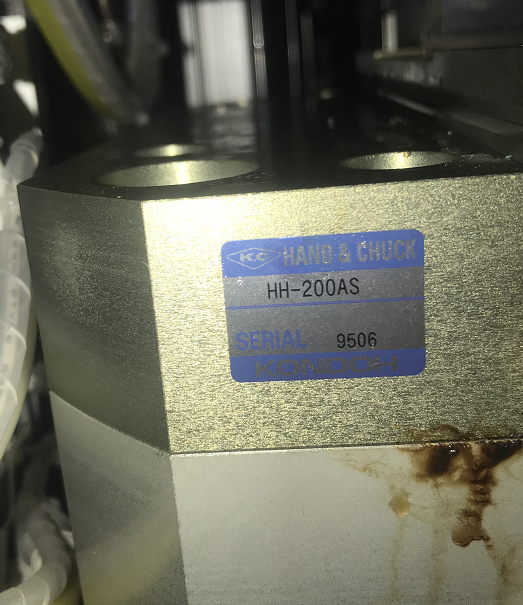 K.C HAND & CHUCK
HH-200AS
SERIAL 9506